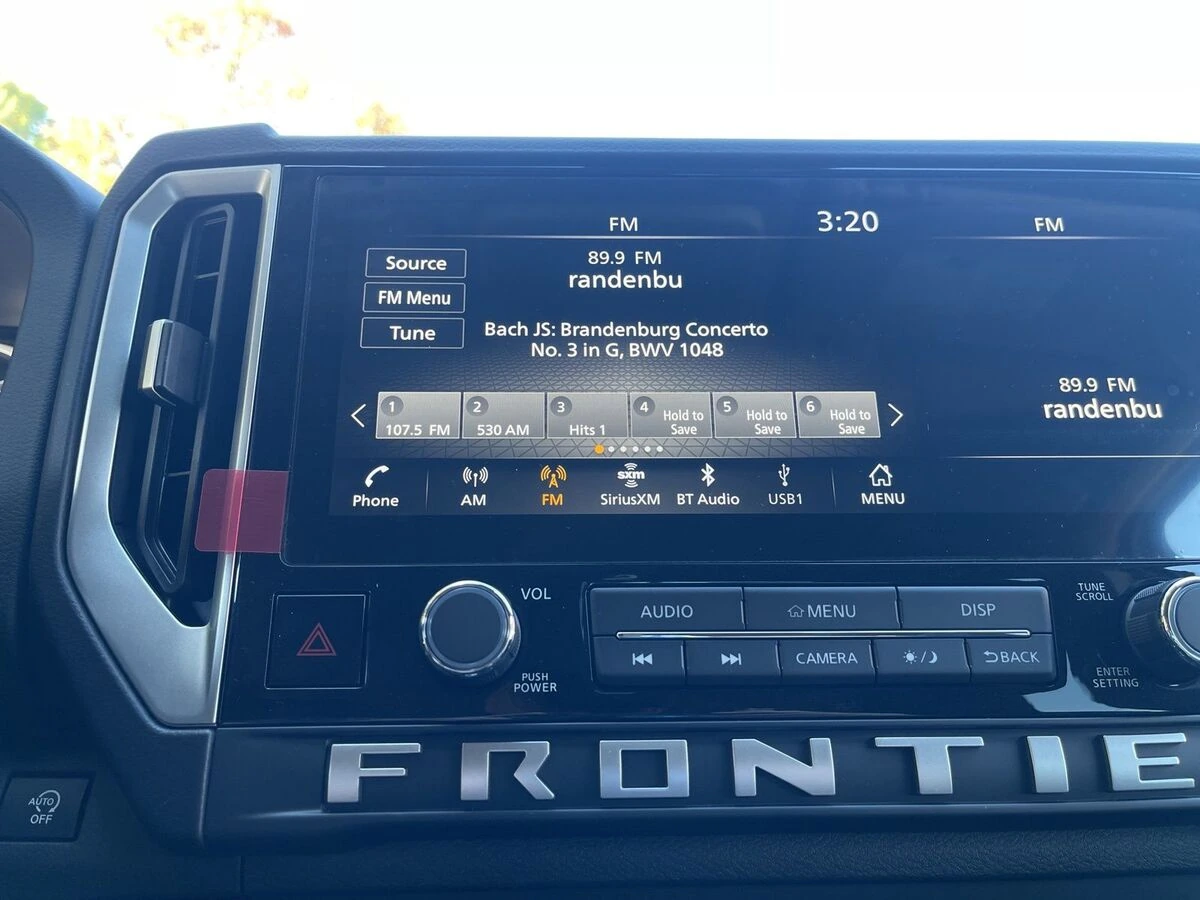 FM
3:20
FM
Source
FM Menu
Tune
89.9 FM
randenbu
Bach JS: Brandenburg Concerto
No. 3 in G, BWV 1048
89.9 FM
randenbu
1
107.5 FM
2
530 AM
3
Hits 1
4
Hold to
Save
5
Hold to
Save
6
Hold to
Save
Phone
AM
FM
sxm
SiriusXM
BT Audio
USB1
MENU
VOL
PUSH
POWER
AUDIO
MENU
DISP
CAMERA
BACK
TUNE
SCROLL
ENTER
SETTING
FRONTIE
AUTO
OFF